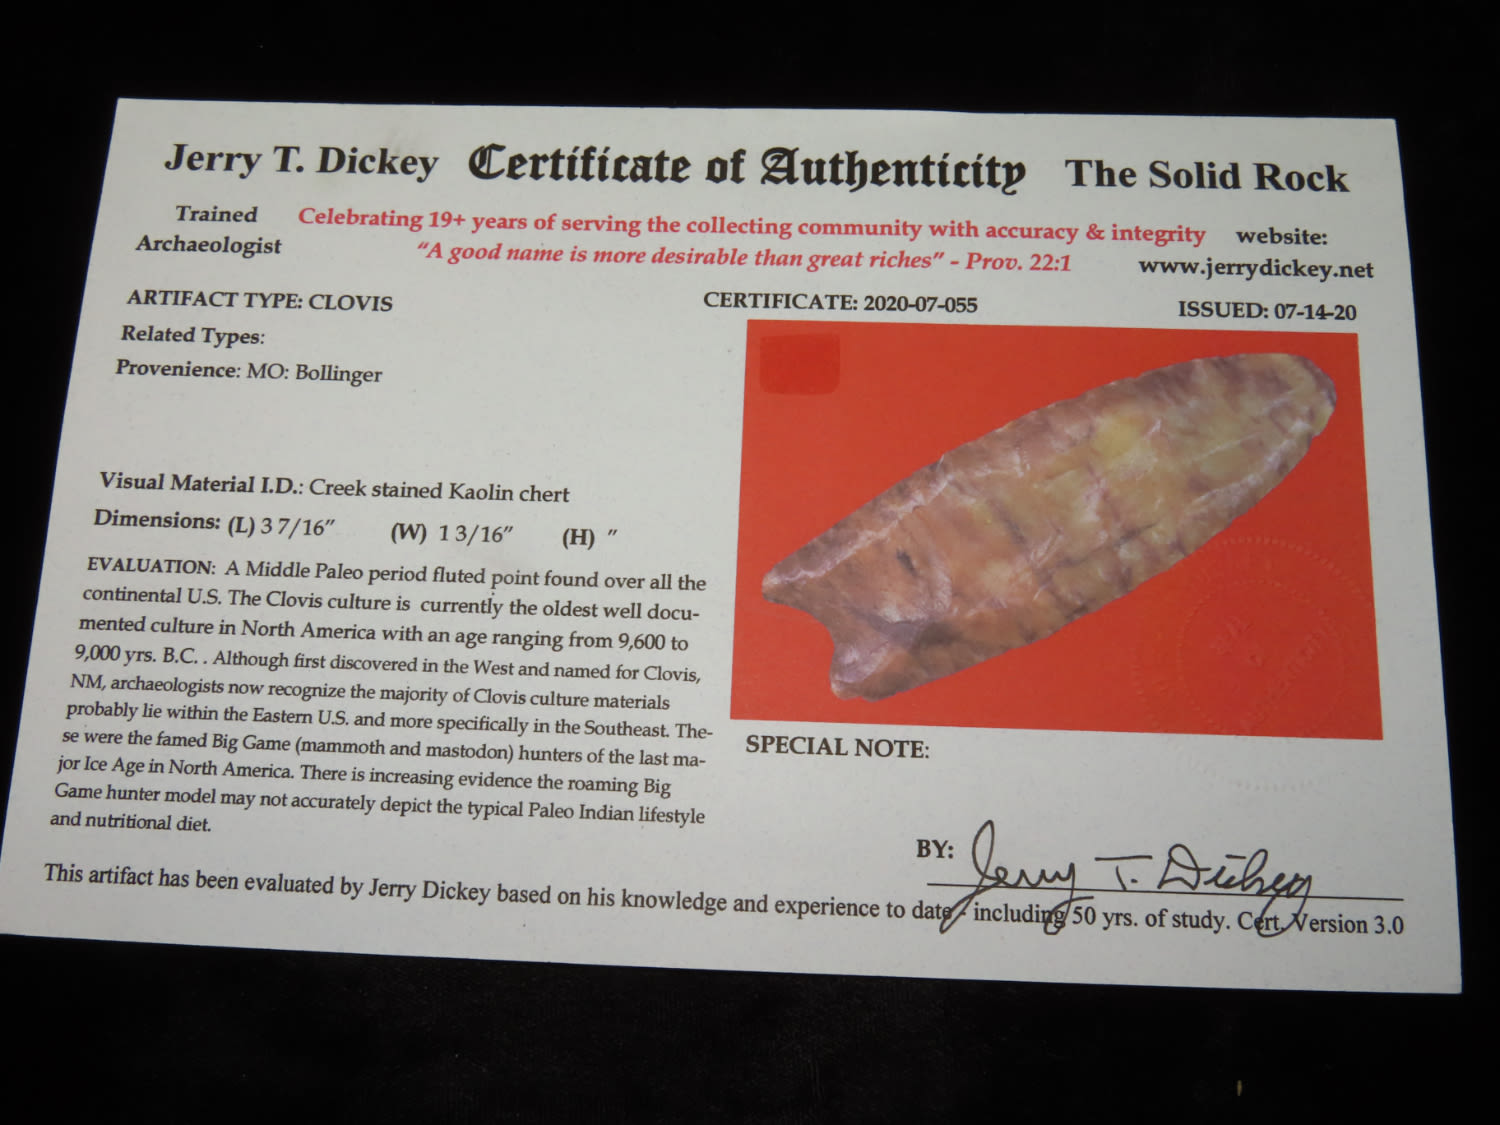 Jerry T. Dickey Certificate of Authenticity The Solid Rock
Trained
Archaeologist
Celebrating 19+ years of serving the collecting community with accuracy & integrity
"A good name is more desirable than great riches" - Prov. 22:1
website:
www.jerrydickey.net
ARTIFACT TYPE: CLOVIS
CERTIFICATE: 2020-07-055
ISSUED: 07-14-20
Related Types:
Provenience: MO: Bollinger
Visual Material I.D.: Creek stained Kaolin chert
Dimensions: (L) 3 7/16" (W) 1 3/16" (H) "
EVALUATION: A Middle Paleo period fluted point found over all the
continental U.S. The Clovis culture is currently the oldest well docu-
mented culture in North America with an age ranging from 9,600 to
9,000 yrs. B.C. . Although first discovered in the West and named for Clovis,
NM, archaeologists now recognize the majority of Clovis culture materials
probably lie within the Eastern U.S. and more specifically in the Southeast. The-
se were the famed Big Game (mammoth and mastodon) hunters of the last ma-
jor Ice Age in North America. There is increasing evidence the roaming Big
Game hunter model may not accurately depict the typical Paleo Indian lifestyle
and nutritional diet.
SPECIAL NOTE:
BY: Jerry T. Dickey
This artifact has been evaluated by Jerry Dickey based on his knowledge and experience to date - including 50 yrs. of study. Cert. Version 3.0